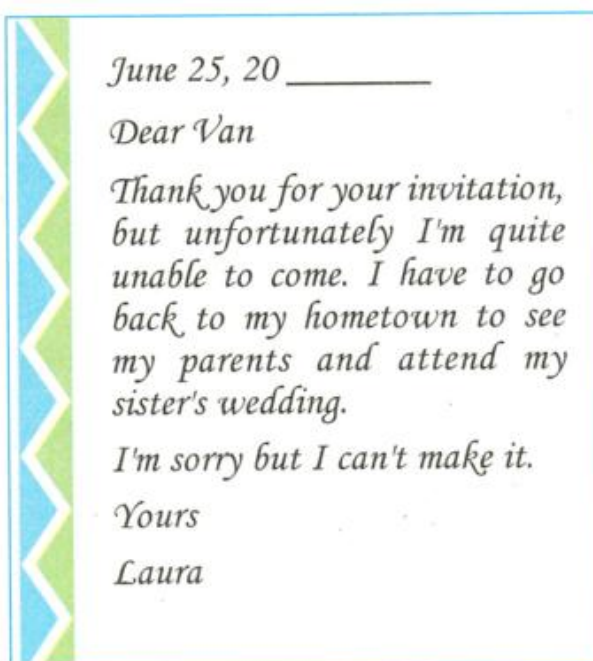 June 25, 20 ________
Dear Van
Thank you for your invitation,
but unfortunately I'm quite
unable to come. I have to go
back to my hometown to see
my parents and attend my
sister's wedding.
I'm sorry but I can't make it.
Yours
Laura